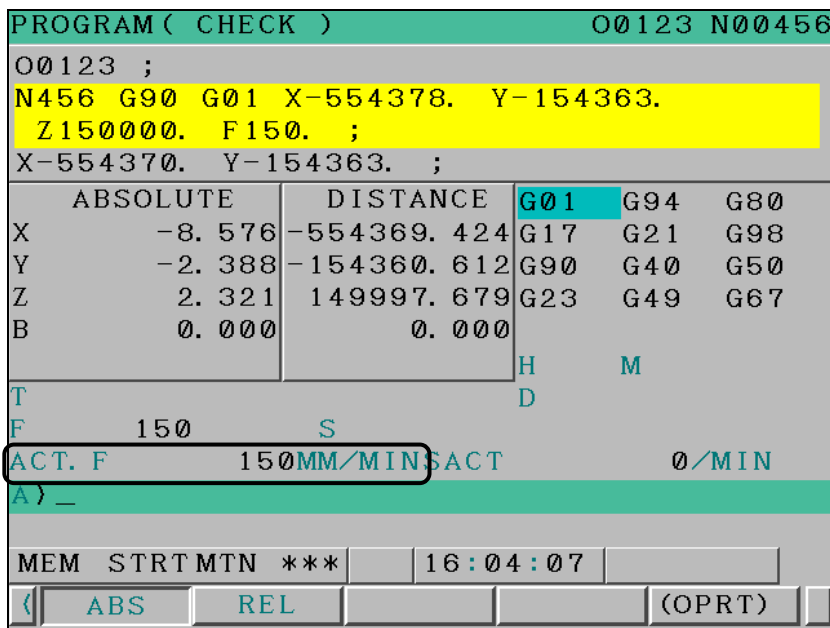 PROGRAM( CHECK ) O0123 N00456
O0123 ;
N456 G90 G01 X-554378. Y-154363.
Z150000. F150. ;
X-554370. Y-154363. ;
ABSOLUTE DISTANCE G01 G94 G80
X -8.576 -554369.424 G17 G21 G98
Y -2.388 -154360.612 G90 G40 G50
Z 2.321 149997.679 G23 G49 G67
B 0.000 0.000
H M
T D
F 150 S
ACT.F 150MM/MIN SACT 0/MIN
A)_
MEM STRT MTN *** 16:04:07
( ABS REL (OPRT)